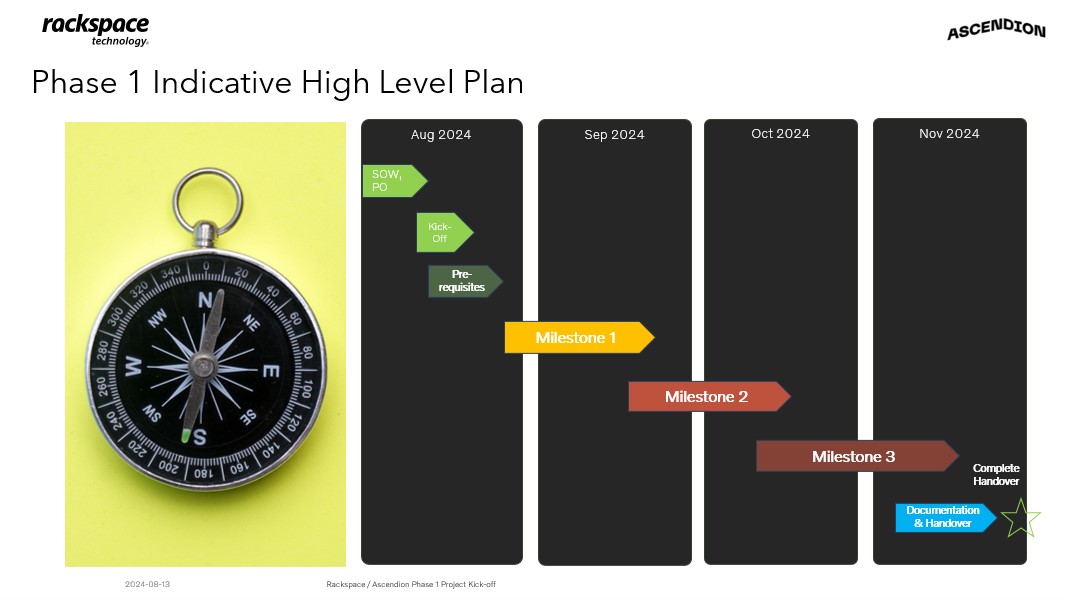 rackspace
technology.
ASCENDION
Phase 1 Indicative High Level Plan
Aug 2024
Sep 2024
Oct 2024
Nov 2024
SOW,
PO
Kick-
Off
Pre-
requisites
Milestone 1
Milestone 2
Milestone 3
Complete
Handover
Documentation
& Handover
0
20
40
60
80
100
120
140
160
180
200
220
240
260
280
300
320
340
N
NE
E
SE
S
SW
W
NW
2024-08-13
Rackspace / Ascendion Phase 1 Project Kick-off